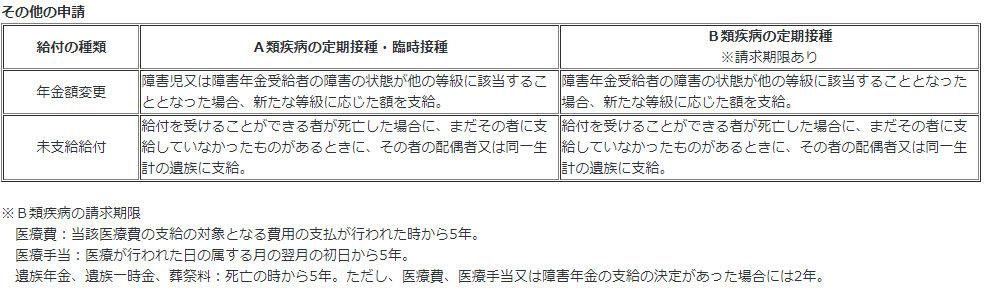 その他の申請
給付の種類
Ａ類疾病の定期接種・臨時接種
Ｂ類疾病の定期接種
※請求期限あり
年金額変更
障害児又は障害年金受給者の障害の状態が他の等級に該当するこ
ととなった場合、新たな等級に応じた額を支給。
障害年金受給者の障害の状態が他の等級に該当することとなった
場合、新たな等級に応じた額を支給。
未支給給付
給付を受けることができる者が死亡した場合に、まだその者に支
給していなかったものがあるときに、その者の配偶者又は同一生
計の遺族に支給。
給付を受けることができる者が死亡した場合に、まだその者に支
給していなかったものがあるときに、その者の配偶者又は同一生
計の遺族に支給。
※Ｂ類疾病の請求期限
医療費：当該医療費の支給の対象となる費用の支払が行われた時から5年。
医療手当：医療が行われた日の属する月の翌月の初日から5年。
遺族年金、遺族一時金、葬祭料：死亡の時から5年。ただし、医療費、医療手当又は障害年金の支給の決定があった場合には2年。